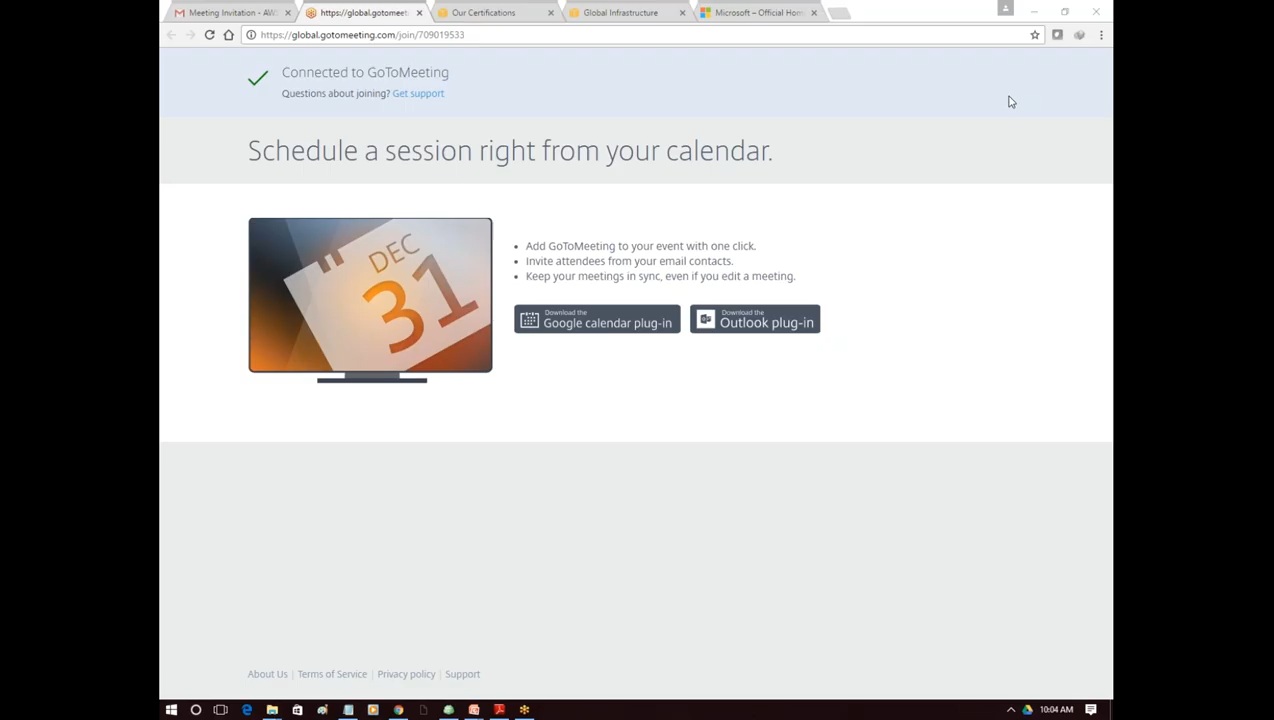 Meeting Invitation - AW
https://global.gotomeet
Our Certifications
Global Infrastructure
Microsoft – Official Hom
https://global.gotomeeting.com/join/709019533
Connected to GoToMeeting
Questions about joining? Get support
Schedule a session right from your calendar.
DEC
31
• Add GoToMeeting to your event with one click.
• Invite attendees from your email contacts.
• Keep your meetings in sync, even if you edit a meeting.
Download the
Google calendar plug-in
Download the
Outlook plug-in
About Us | Terms of Service | Privacy policy | Support
10:04 AM